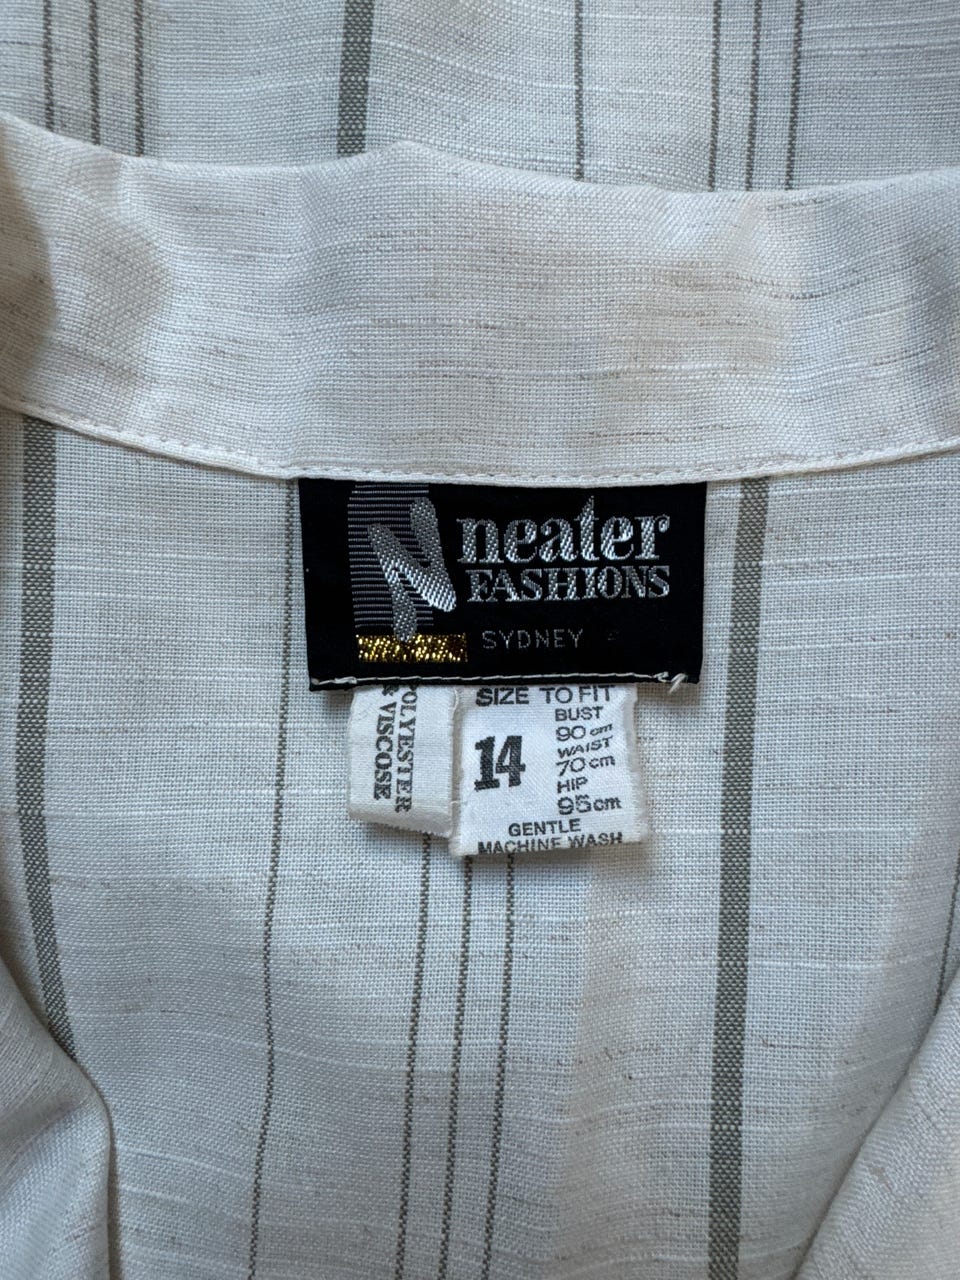 neater
FASHIONS
SYDNEY
POLYESTER
& VISCOSE
SIZE TO FIT
14
BUST
90 cm
WAIST
70 cm
HIP
95cm
GENTLE
MACHINE WASH